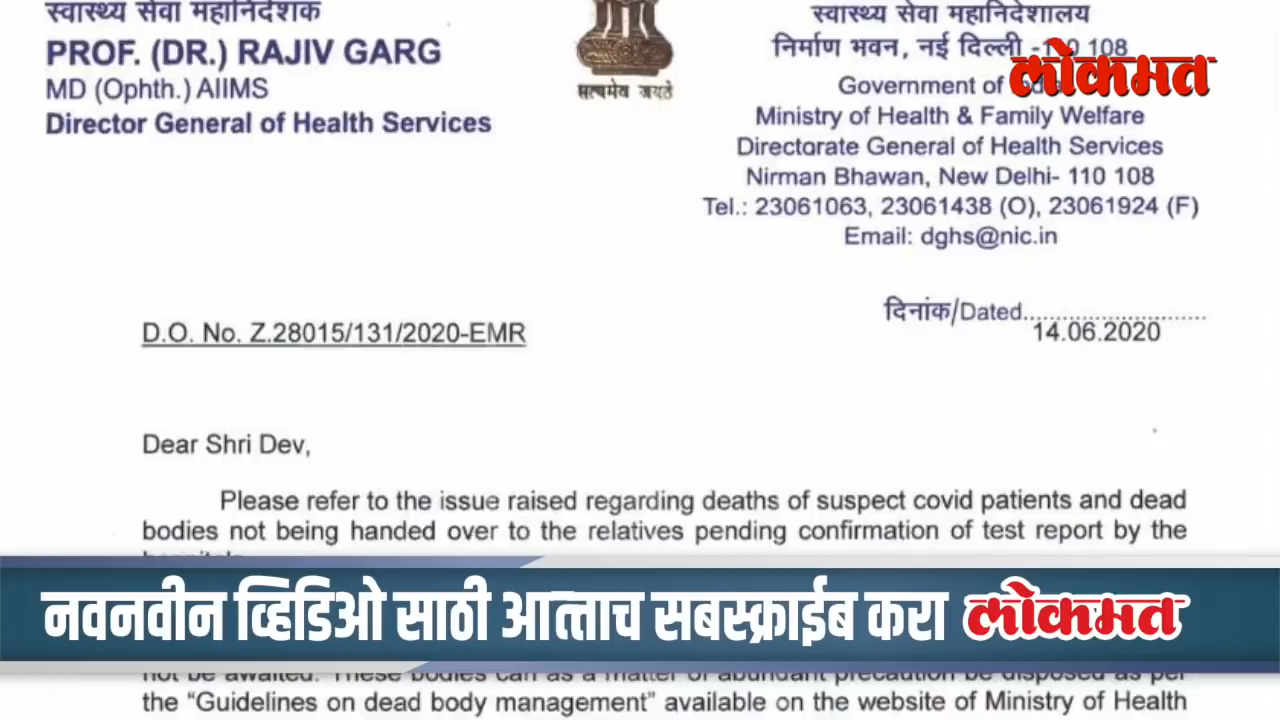 स्वास्थ्य सेवा महानिदेशक
PROF. (DR.) RAJIV GARG
MD (Ophth.) AIIMS
Director General of Health Services
सत्यमेव जयते
स्वास्थ्य सेवा महानिदेशालय
निर्माण भवन, नई दिल्ली -110 108
लोकमत
Government of
Ministry of Health & Family Welfare
Directorate General of Health Services
Nirman Bhawan, New Delhi- 110 108
Tel.: 23061063, 23061438 (O), 23061924 (F)
Email: dghs@nic.in
दिनांक/Dated..............................
14.06.2020
D.O. No. Z.28015/131/2020-EMR
Dear Shri Dev,
Please refer to the issue raised regarding deaths of suspect covid patients and dead
bodies not being handed over to the relatives pending confirmation of test report by the
नवनवीन व्हिडिओ साठी आत्ताच सबस्क्राईब करा लोकमत
not be awaited. These bodies can as a matter of abundant precaution be disposed as per
the “Guidelines on dead body management” available on the website of Ministry of Health